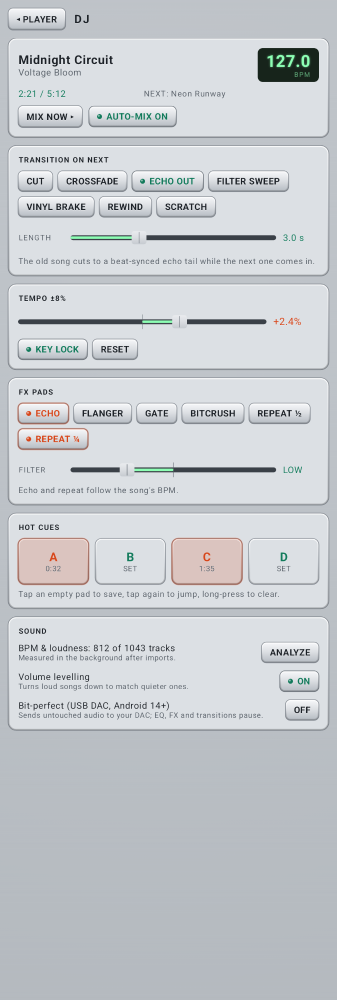 ◂ PLAYER DJ
Midnight Circuit
Voltage Bloom
127.0
BPM
2:21 / 5:12 NEXT: Neon Runway
MIX NOW ▸ AUTO-MIX ON
TRANSITION ON NEXT
CUT CROSSFADE ECHO OUT FILTER SWEEP
VINYL BRAKE REWIND SCRATCH
LENGTH 3.0 s
The old song cuts to a beat-synced echo tail while the next one comes in.
TEMPO ±8%
+2.4%
KEY LOCK RESET
FX PADS
ECHO FLANGER GATE BITCRUSH REPEAT ½
REPEAT ¼
FILTER LOW
Echo and repeat follow the song's BPM.
HOT CUES
A B C D
0:32 SET 1:35 SET
Tap an empty pad to save, tap again to jump, long-press to clear.
SOUND
BPM & loudness: 812 of 1043 tracks
Measured in the background after imports.
ANALYZE
Volume levelling
Turns loud songs down to match quieter ones.
ON
Bit-perfect (USB DAC, Android 14+)
Sends untouched audio to your DAC; EQ, FX and transitions pause.
OFF